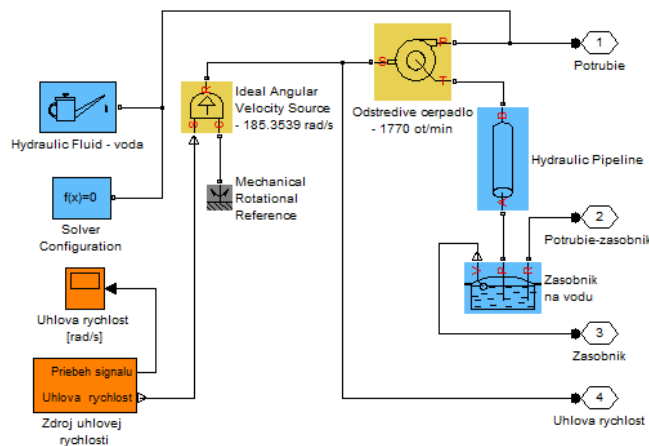 Hydraulic Fluid - voda
f(x)=0
Solver
Configuration
Uhlova rychlost
[rad/s]
Priebeh signalu
Uhlova rychlost
Zdroj uhlovej
rychlosti
R
S
C
Ideal Angular
Velocity Source
- 185.3539 rad/s
Mechanical
Rotational
Reference
S
P
T
Odstredive cerpadlo
- 1770 ot/min
B
A
Hydraulic Pipeline
V
P
R
Zasobnik
na vodu
1
Potrubie
2
Potrubie-zasobnik
3
Zasobnik
4
Uhlova rychlost